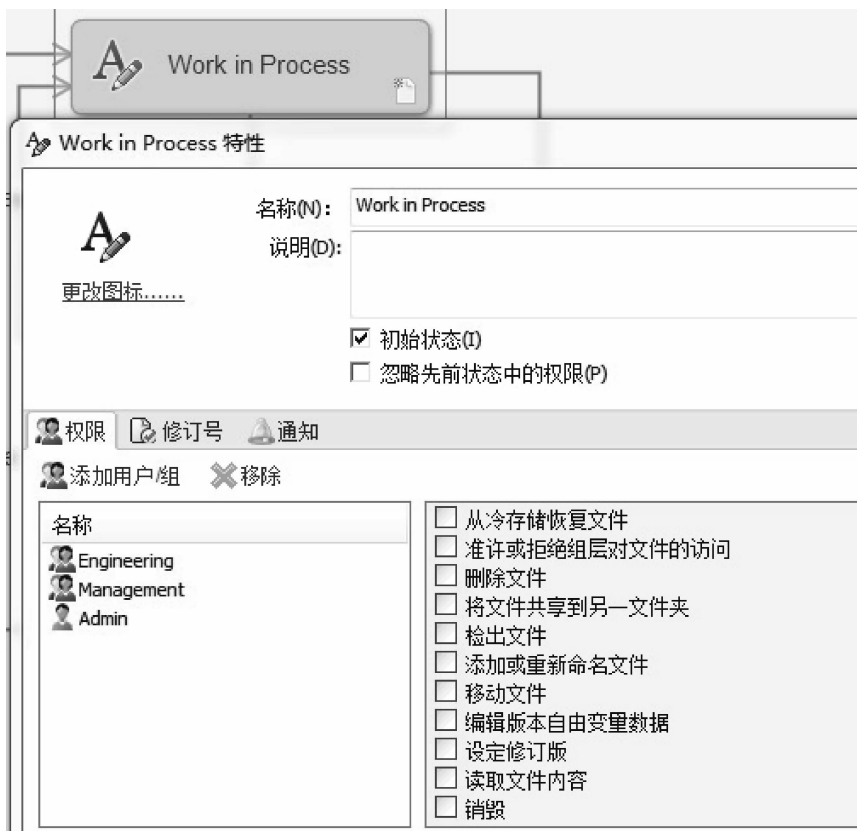 Work in Process
Work in Process 特性
名称(N)： Work in Process
说明(D):
更改图标......
初始状态(I)
忽略先前状态中的权限(P)
权限 修订号 通知
添加用户/组 移除
名称
Engineering
Management
Admin
从冷存储恢复文件
准许或拒绝组层对文件的访问
删除文件
将文件共享到另一文件夹
检出文件
添加或重新命名文件
移动文件
编辑版本自由变量数据
设定修订版
读取文件内容
销毁